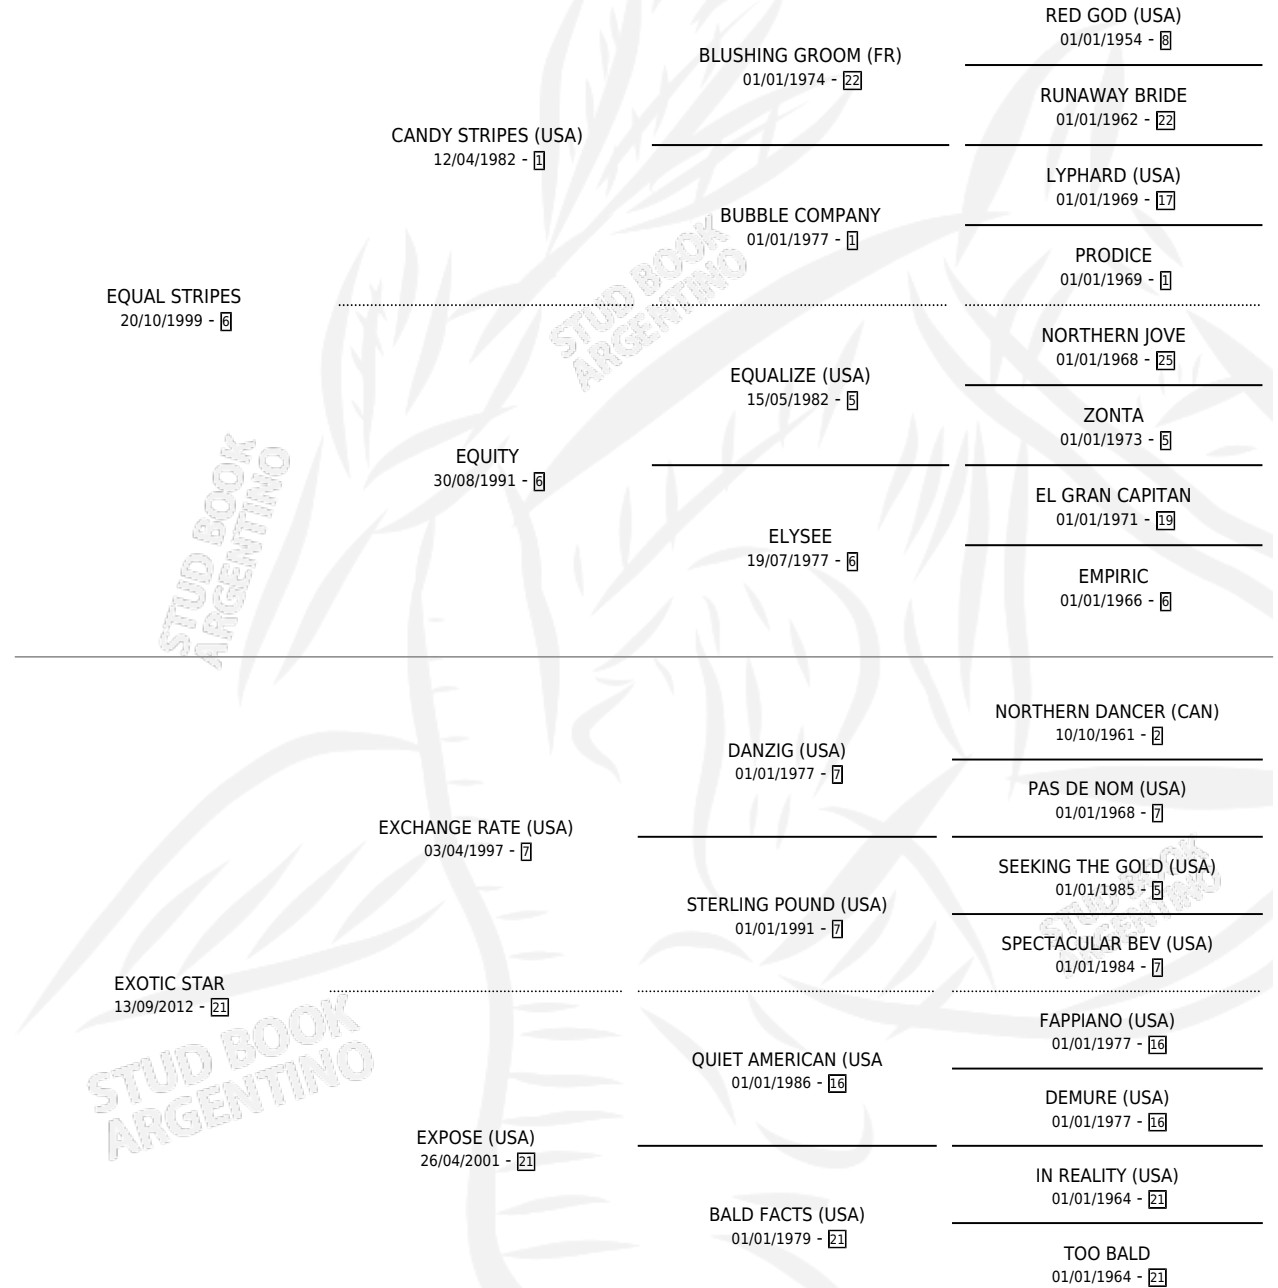 RED GOD (USA)
01/01/1954 - 8
BLUSHING GROOM (FR)
01/01/1974 - 22
RUNAWAY BRIDE
01/01/1962 - 22
CANDY STRIPES (USA)
12/04/1982 - 1
LYPHARD (USA)
01/01/1969 - 17
BUBBLE COMPANY
01/01/1977 - 1
PRODICE
01/01/1969 - 1
EQUAL STRIPES
20/10/1999 - 6
STUD BOOK
ARGENTINO
NORTHERN JOVE
01/01/1968 - 25
EQUALIZE (USA)
15/05/1982 - 5
ZONTA
01/01/1973 - 5
EQUITY
30/08/1991 - 6
EL GRAN CAPITAN
01/01/1971 - 19
ELYSEE
19/07/1977 - 6
EMPIRIC
01/01/1966 - 6
STUD BOOK
ARGENTINO
NORTHERN DANCER (CAN)
10/10/1961 - 2
DANZIG (USA)
01/01/1977 - 7
PAS DE NOM (USA)
01/01/1968 - 7
EXCHANGE RATE (USA)
03/04/1997 - 7
SEEKING THE GOLD (USA)
01/01/1985 - 5
STERLING POUND (USA)
01/01/1991 - 7
STUD BOOK
ARGENTINO
SPECTACULAR BEV (USA)
01/01/1984 - 7
EXOTIC STAR
13/09/2012 - 21
STUD BOOK
ARGENTINO
FAPPIANO (USA)
01/01/1977 - 16
QUIET AMERICAN (USA
01/01/1986 - 16
DEMURE (USA)
01/01/1977 - 16
EXPOSE (USA)
26/04/2001 - 21
IN REALITY (USA)
01/01/1964 - 21
BALD FACTS (USA)
01/01/1979 - 21
TOO BALD
01/01/1964 - 21